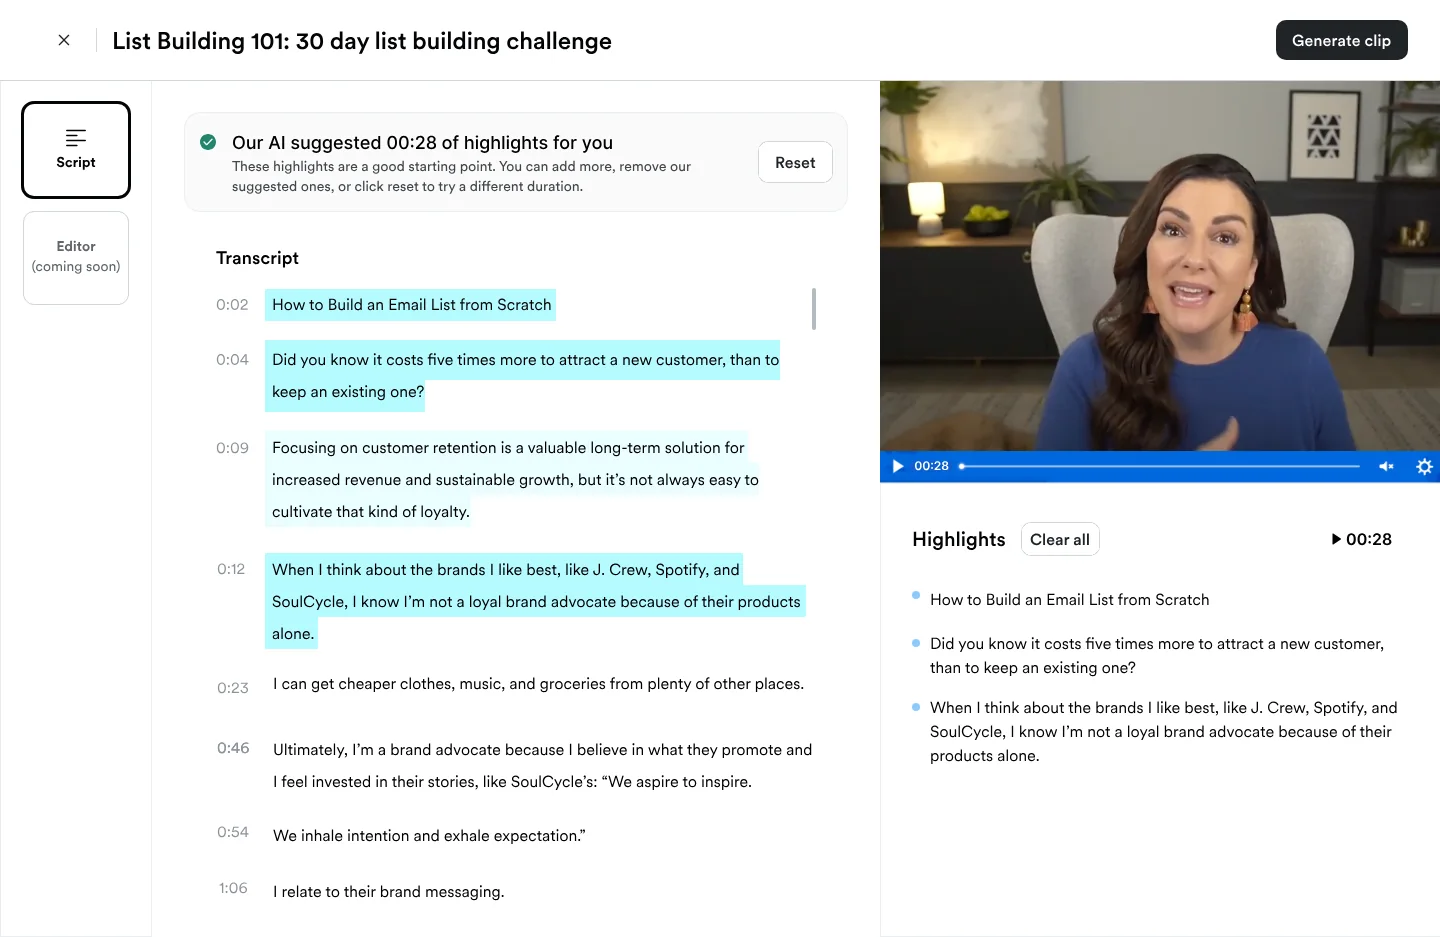 List Building 101: 30 day list building challenge
Generate clip
Script
Editor
(coming soon)
Our AI suggested 00:28 of highlights for you
These highlights are a good starting point. You can add more, remove our
suggested ones, or click reset to try a different duration.
Reset
Transcript
0:02 How to Build an Email List from Scratch
0:04 Did you know it costs five times more to attract a new customer, than to
keep an existing one?
0:09 Focusing on customer retention is a valuable long-term solution for
increased revenue and sustainable growth, but it’s not always easy to
cultivate that kind of loyalty.
0:12 When I think about the brands I like best, like J. Crew, Spotify, and
SoulCycle, I know I’m not a loyal brand advocate because of their products
alone.
0:23 I can get cheaper clothes, music, and groceries from plenty of other places.
0:46 Ultimately, I’m a brand advocate because I believe in what they promote and
I feel invested in their stories, like SoulCycle’s: “We aspire to inspire.
0:54 We inhale intention and exhale expectation.”
1:06 I relate to their brand messaging.
00:28
Highlights
Clear all
00:28
How to Build an Email List from Scratch
Did you know it costs five times more to attract a new customer,
than to keep an existing one?
When I think about the brands I like best, like J. Crew, Spotify, and
SoulCycle, I know I’m not a loyal brand advocate because of their
products alone.